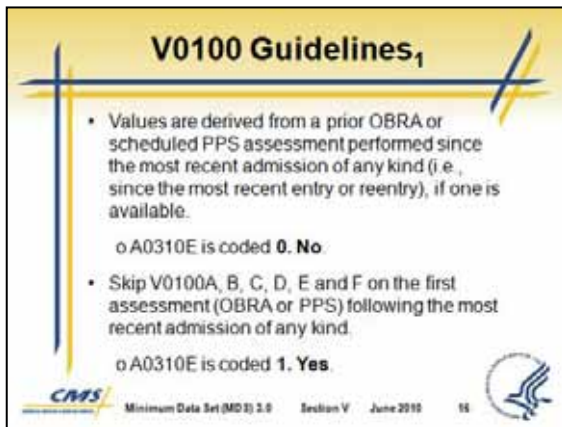 V0100 Guidelines1
• Values are derived from a prior OBRA or
scheduled PPS assessment performed since
the most recent admission of any kind (i.e.,
since the most recent entry or reentry), if one is
available.
o A0310E is coded 0. No.
• Skip V0100A, B, C, D, E and F on the first
assessment (OBRA or PPS) following the most
recent admission of any kind.
o A0310E is coded 1. Yes.
CMS
Minimum Data Set (MDS) 3.0 Section V June 2010 16